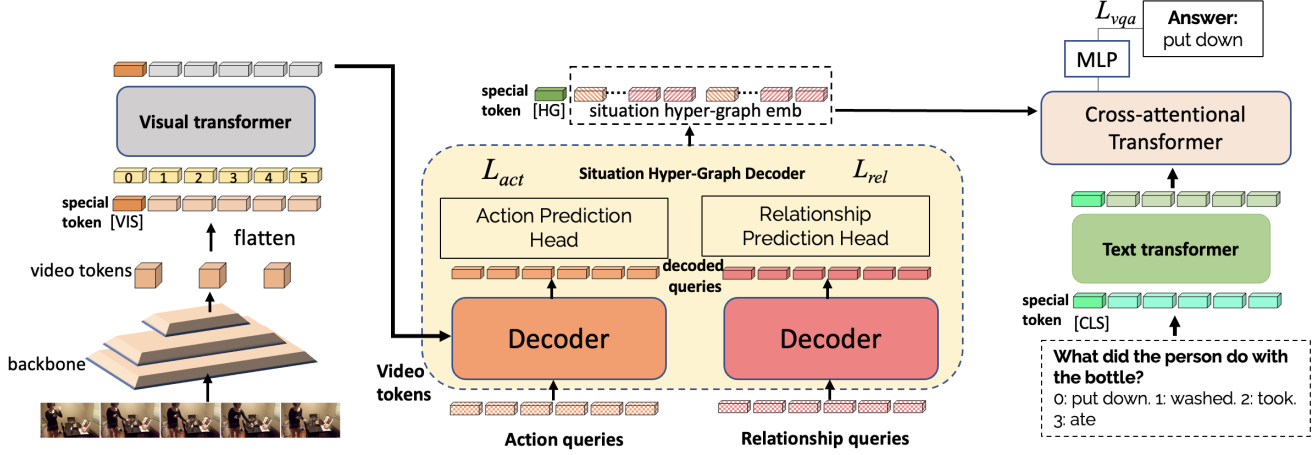 Visual transformer
0 1 2 3 4 5
special
token
[VIS]
flatten
video tokens
backbone
special
token
[HG]
situation hyper-graph emb
L_act
Situation Hyper-Graph Decoder
L_rel
Action Prediction
Head
Relationship
Prediction Head
decoded
queries
Decoder
Decoder
Video
tokens
Action queries
Relationship queries
L_vqa
Answer:
put down
MLP
Cross-attentional
Transformer
Text transformer
special
token
[CLS]
What did the person do with
the bottle?
0: put down. 1: washed. 2: took.
3: ate